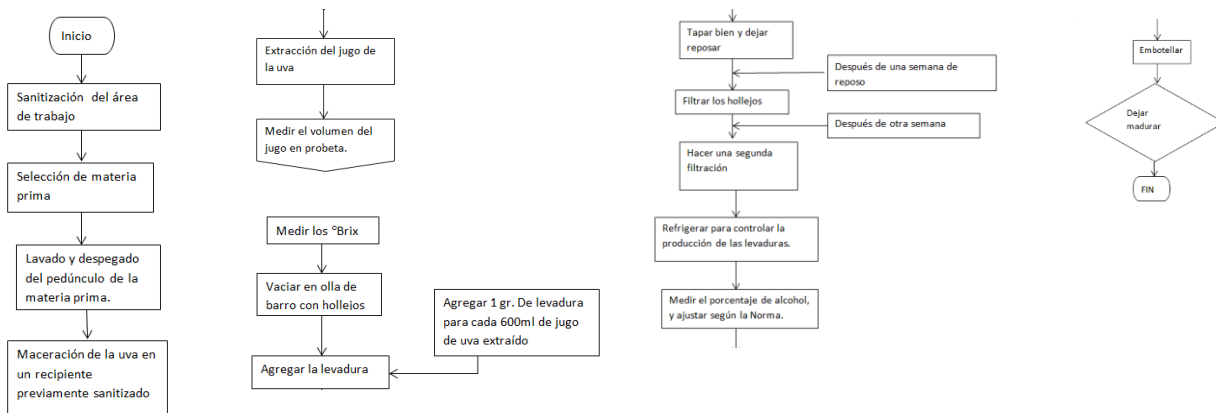 Inicio
Sanitización del área
de trabajo
Selección de materia
prima
Lavado y despegado
del pedúnculo de la
materia prima.
Maceración de la uva en
un recipiente
previamente sanitizado
Extracción del jugo de
la uva
Medir el volumen del
jugo en probeta.
Medir los °Brix
Vaciar en olla de
barro con hollejos
Agregar 1 gr. De levadura
para cada 600ml de jugo
de uva extraído
Agregar la levadura
Tapar bien y dejar
reposar
Después de una semana de
reposo
Filtrar los hollejos
Después de otra semana
Hacer una segunda
filtración
Refrigerar para controlar la
producción de las levaduras.
Medir el porcentaje de alcohol,
y ajustar según la Norma.
Embotellar
Dejar
madurar
FIN